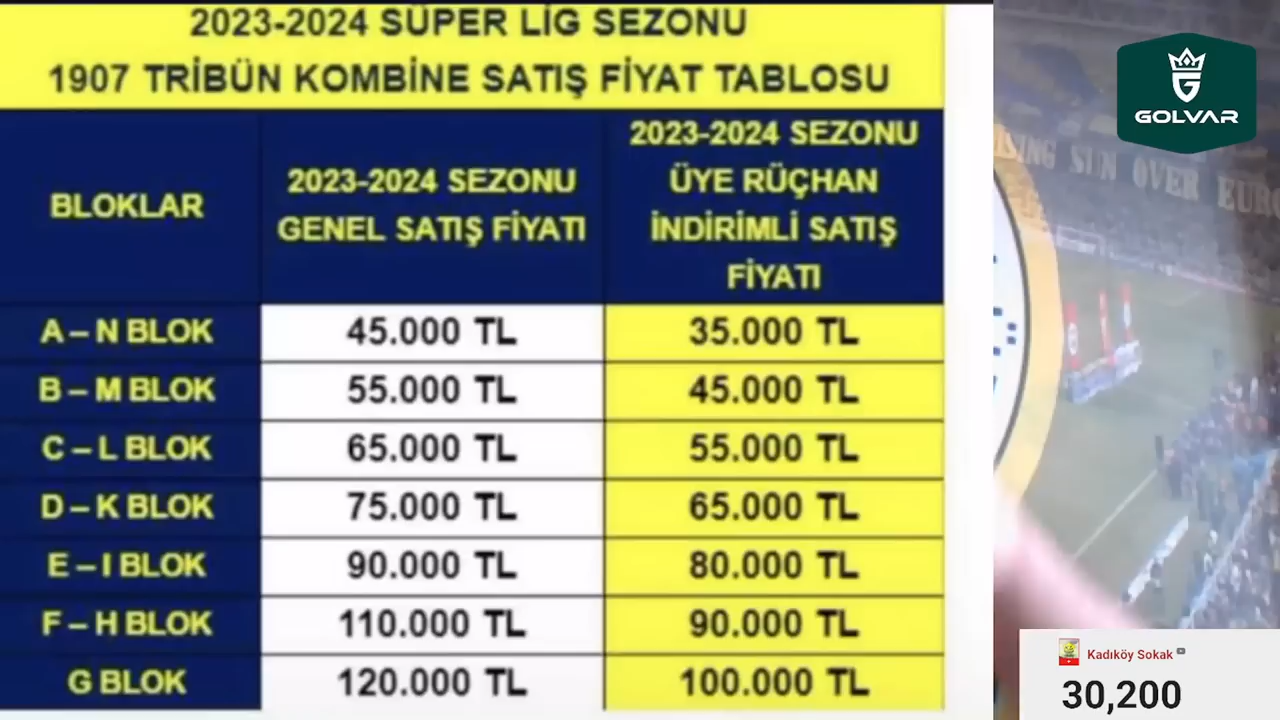 2023-2024 SÜPER LİG SEZONU
1907 TRİBÜN KOMBİNE SATIŞ FİYAT TABLOSU
BLOKLAR
2023-2024 SEZONU
GENEL SATIŞ FİYATI
2023-2024 SEZONU
ÜYE RÜÇHAN
İNDİRİMLİ SATIŞ
FİYATI
A – N BLOK 45.000 TL 35.000 TL
B – M BLOK 55.000 TL 45.000 TL
C – L BLOK 65.000 TL 55.000 TL
D – K BLOK 75.000 TL 65.000 TL
E – I BLOK 90.000 TL 80.000 TL
F – H BLOK 110.000 TL 90.000 TL
G BLOK 120.000 TL 100.000 TL
G
GOLVAR
SUN OVER
Kadıköy Sokak
30,200